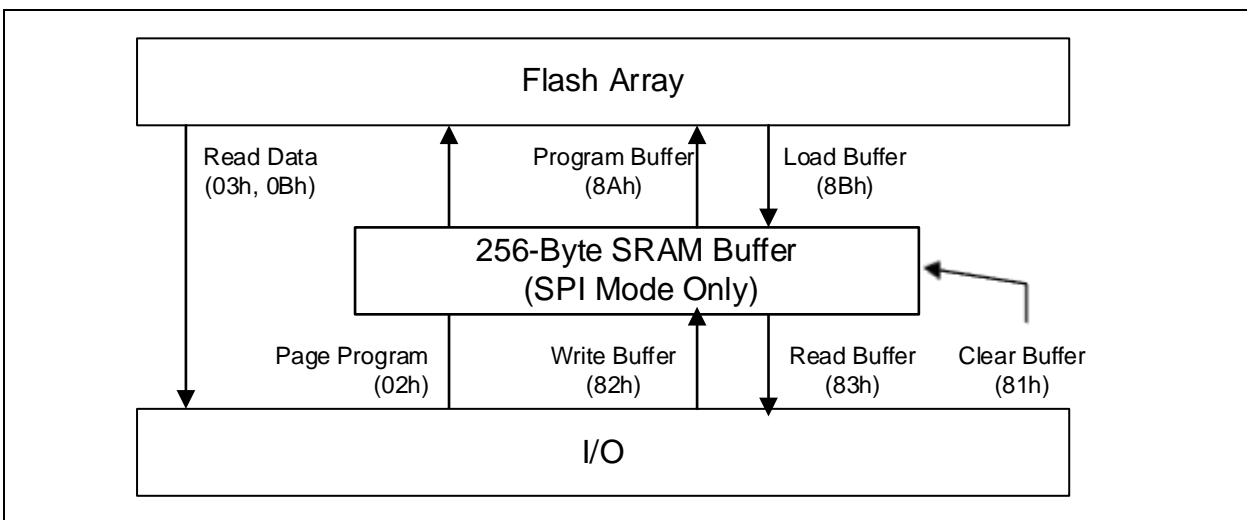 Flash Array
Read Data
(03h, 0Bh)
Program Buffer
(8Ah)
Load Buffer
(8Bh)
256-Byte SRAM Buffer
(SPI Mode Only)
Page Program
(02h)
Write Buffer
(82h)
Read Buffer
(83h)
Clear Buffer
(81h)
I/O